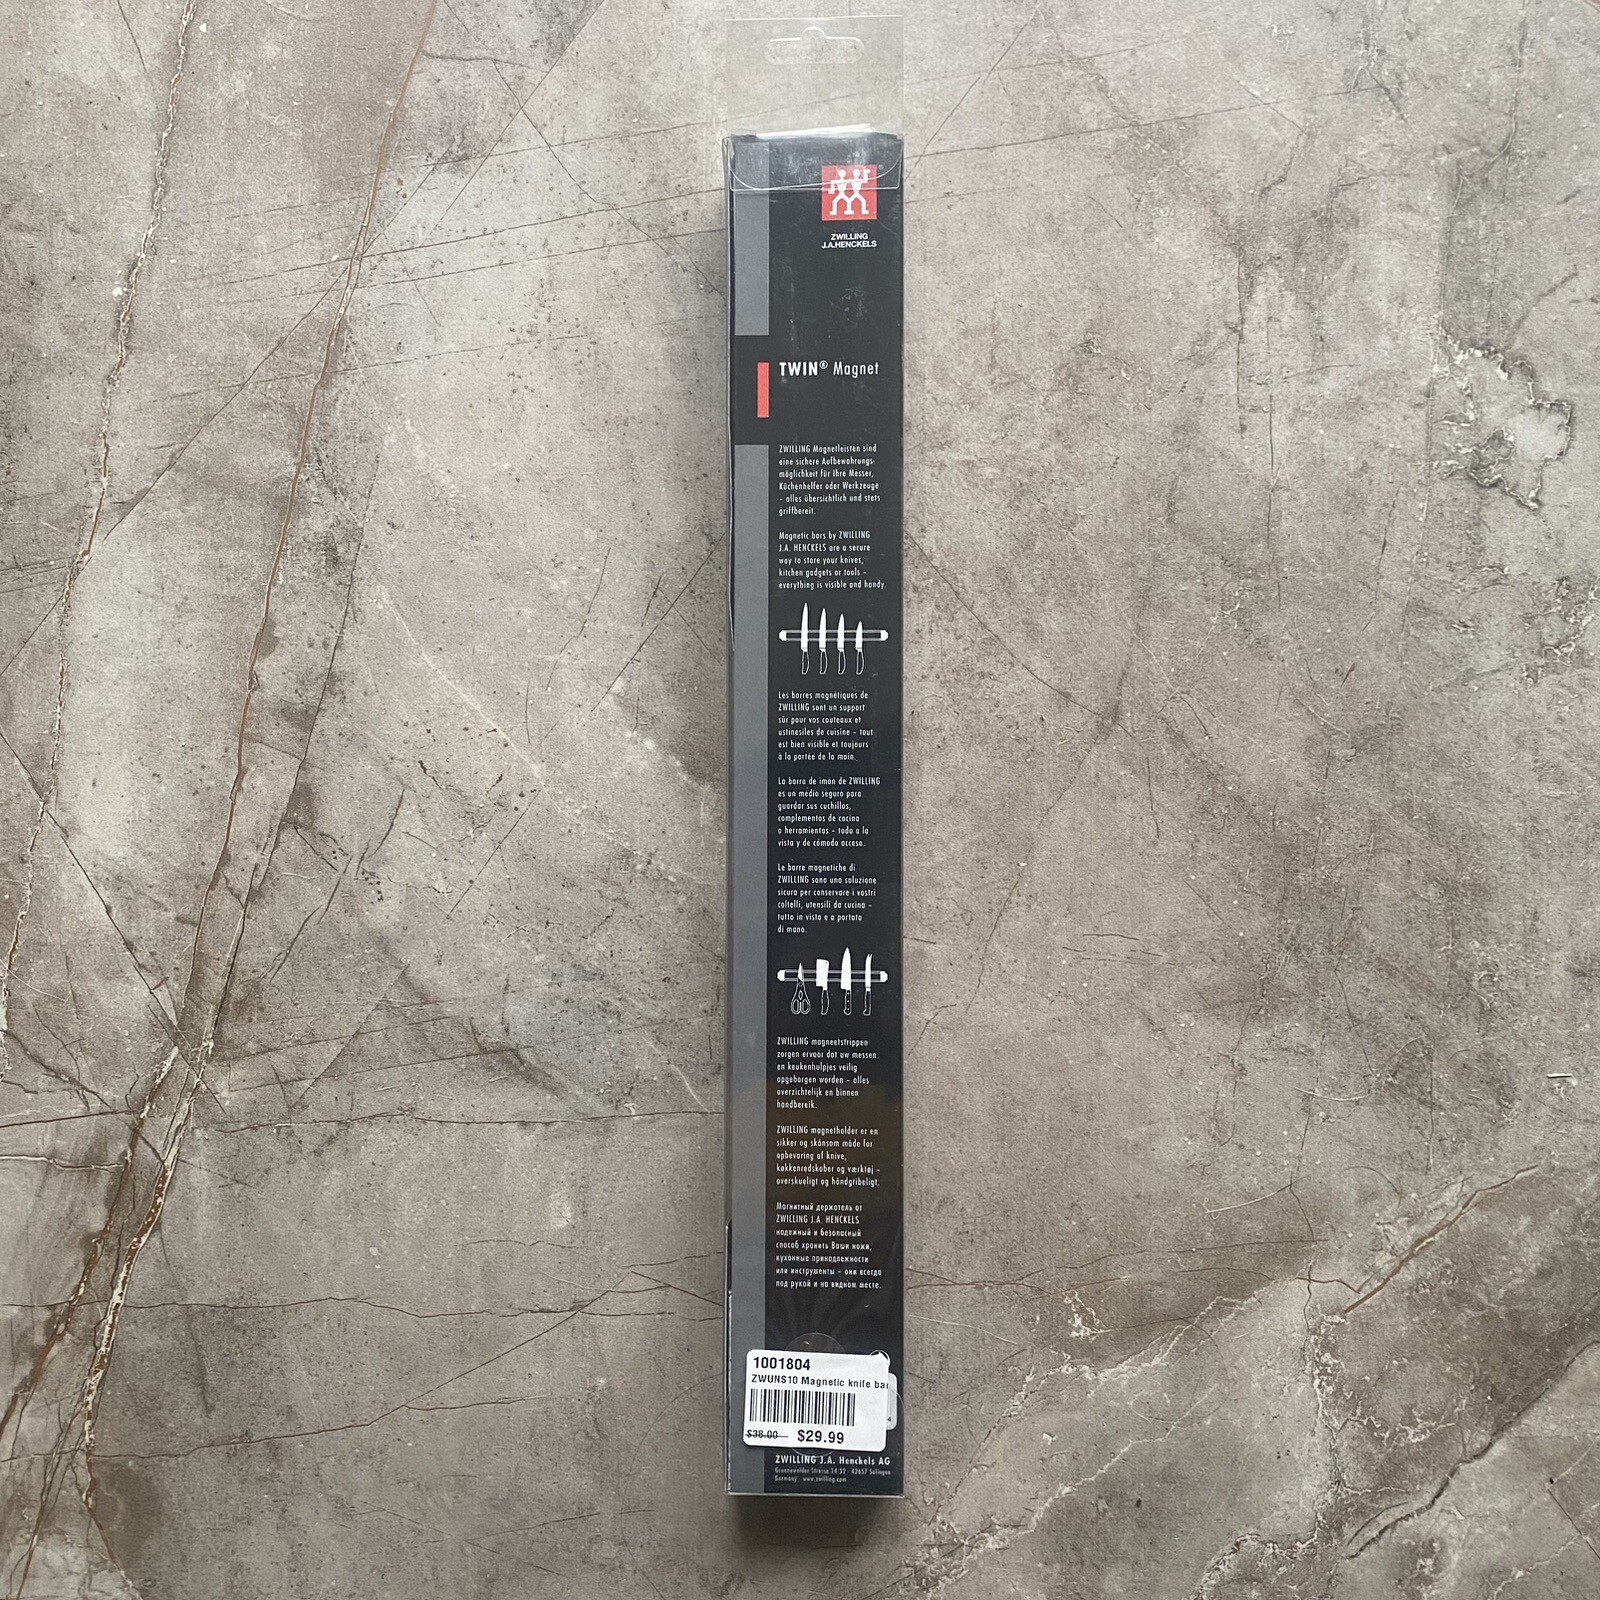 ZWILLING
J.A.HENCKELS
TWIN® Magnet
ZWILLING Magnetleisten sind
eine sichere Aufbewahrungs-
möglichkeit für Ihre Messer,
Küchenhelfer oder Werkzeuge
– alles übersichtlich und stets
griffbereit.
Magnetic bars by ZWILLING
J.A. HENCKELS are a secure
way to store your knives,
kitchen gadgets or tools –
everything is visible and handy.
Les barres magnétiques de
ZWILLING sont un support
sûr pour vos couteaux et
ustinesiles de cuisine – tout
est bien visible et toujours
à la portée de la main.
La barra de imán de ZWILLING
es un medio seguro para
guardar sus cuchillos,
complementos de cocina
o herramientas – todo a la
vista y de cómodo acceso.
Le barre magnetiche di
ZWILLING sono una soluzione
sicura per conservare i vostri
coltelli, utensili da cucina –
tutto in vista e a portata
di mano.
ZWILLING magneetstrippen
zorgen ervoor dat uw messen
en keukenhulpjes veilig
opgeborgen worden – alles
overzichtelijk en binnen
handbereik.
ZWILLING magnetholder er en
sikker og skånsom måde for
opbevaring af knive,
køkkenredskaber og værktøj –
overskueligt og håndgribeligt.
Магнитный держатель от
ZWILLING J.A. HENCKELS
надежный и безопасный
способ хранить Ваши ножи,
кухонные принадлежности
или инструменты – они всегда
под рукой и на видном месте.
1001804
ZWUNS10 Magnetic knife bar
$38.00 $29.99
4
ZWILLING J.A. Henckels AG
Gruenewalder Strasse 14-22 · 42657 Solingen
Germany · www.zwilling.com